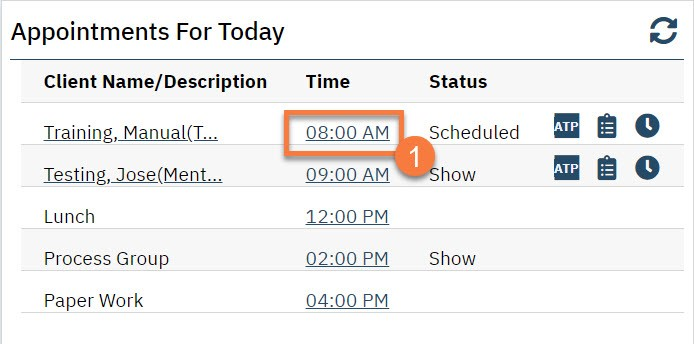 Appointments For Today
Client Name/Description Time Status
Training, Manual(T... 08:00 AM Scheduled ATP
1
Testing, Jose(Ment... 09:00 AM Show ATP
Lunch 12:00 PM
Process Group 02:00 PM Show
Paper Work 04:00 PM